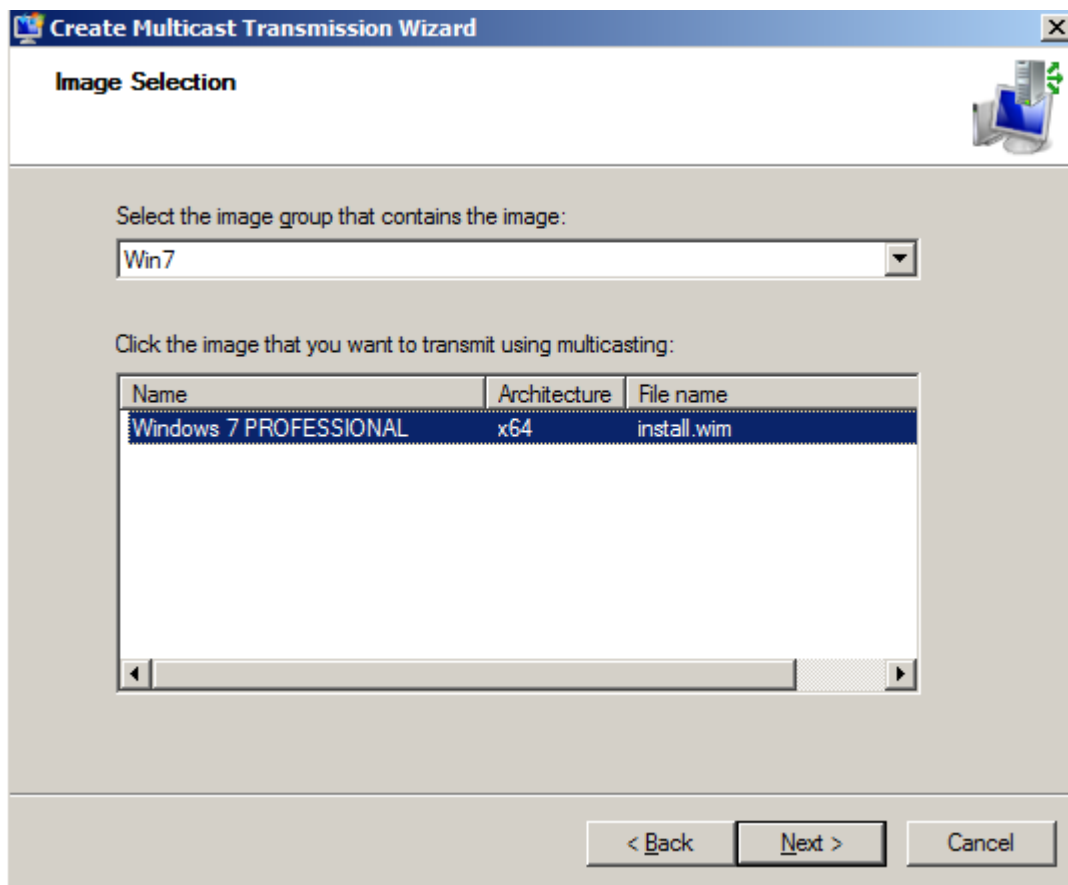 Create Multicast Transmission Wizard
Image Selection
Select the image group that contains the image:
Win7
Click the image that you want to transmit using multicasting:
Name Architecture File name
Windows 7 PROFESSIONAL x64 install.wim
< Back Next > Cancel